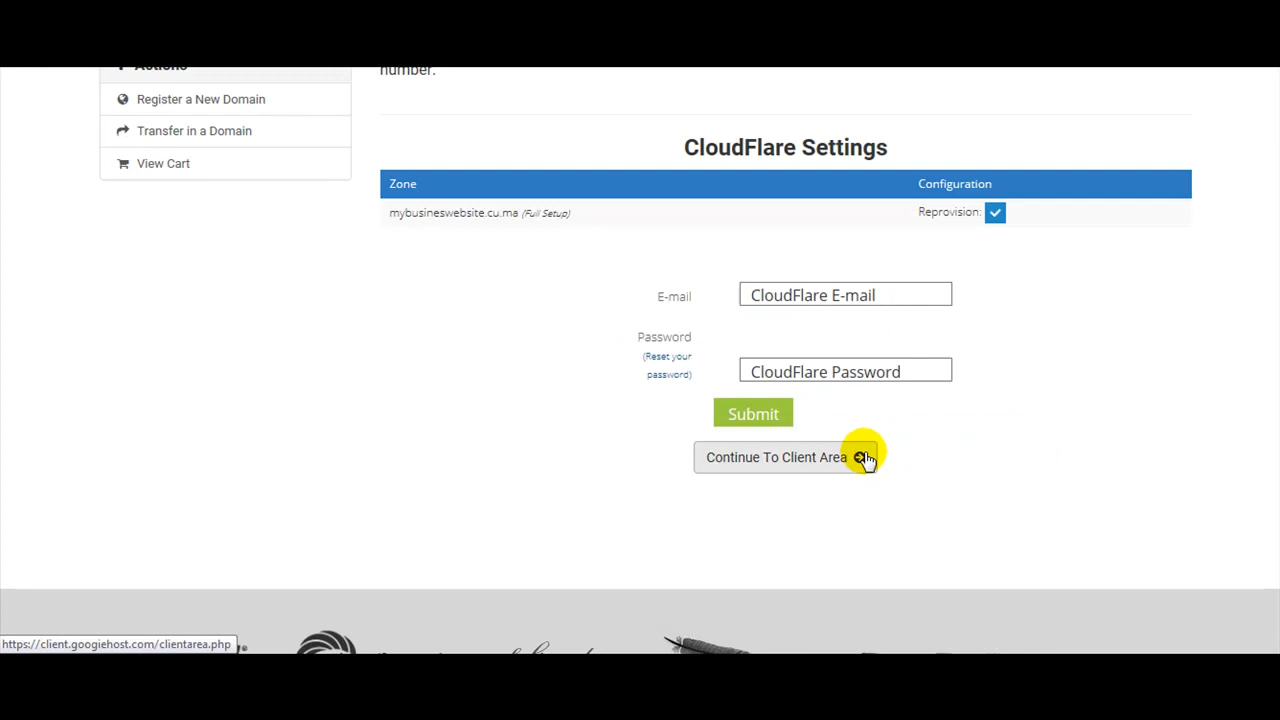 Actions
number.
Register a New Domain
Transfer in a Domain
View Cart
CloudFlare Settings
Zone
Configuration
mybusineswebsite.cu.ma (Full Setup)
Reprovision:
E-mail
CloudFlare E-mail
Password
(Reset your
password)
CloudFlare Password
Submit
Continue To Client Area
https://client.googiehost.com/clientarea.php